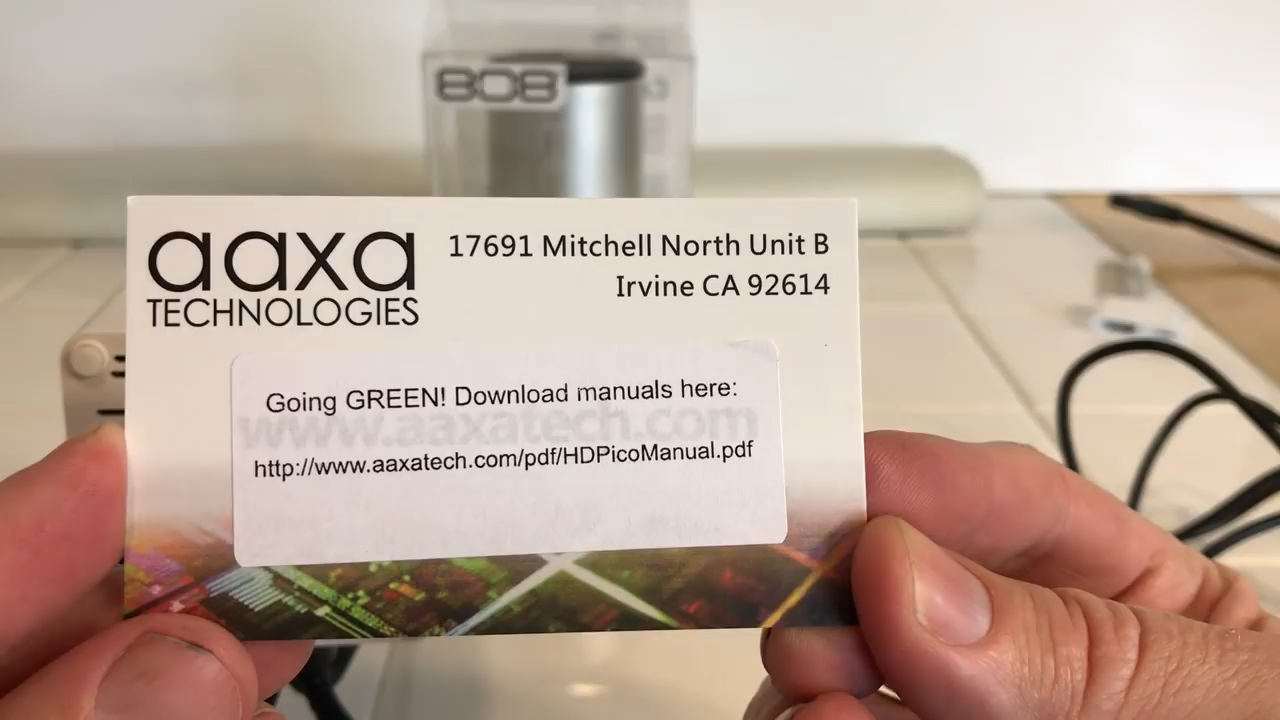 BOB
aaxa
TECHNOLOGIES
17691 Mitchell North Unit B
Irvine CA 92614
Going GREEN! Download manuals here:
www.aaxatech.com
http://www.aaxatech.com/pdf/HDPicoManual.pdf